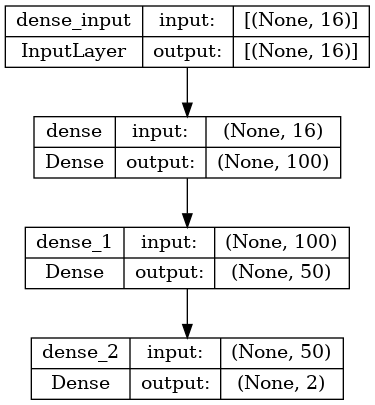 dense_input input: [(None, 16)]
InputLayer output: [(None, 16)]
dense input: (None, 16)
Dense output: (None, 100)
dense_1 input: (None, 100)
Dense output: (None, 50)
dense_2 input: (None, 50)
Dense output: (None, 2)